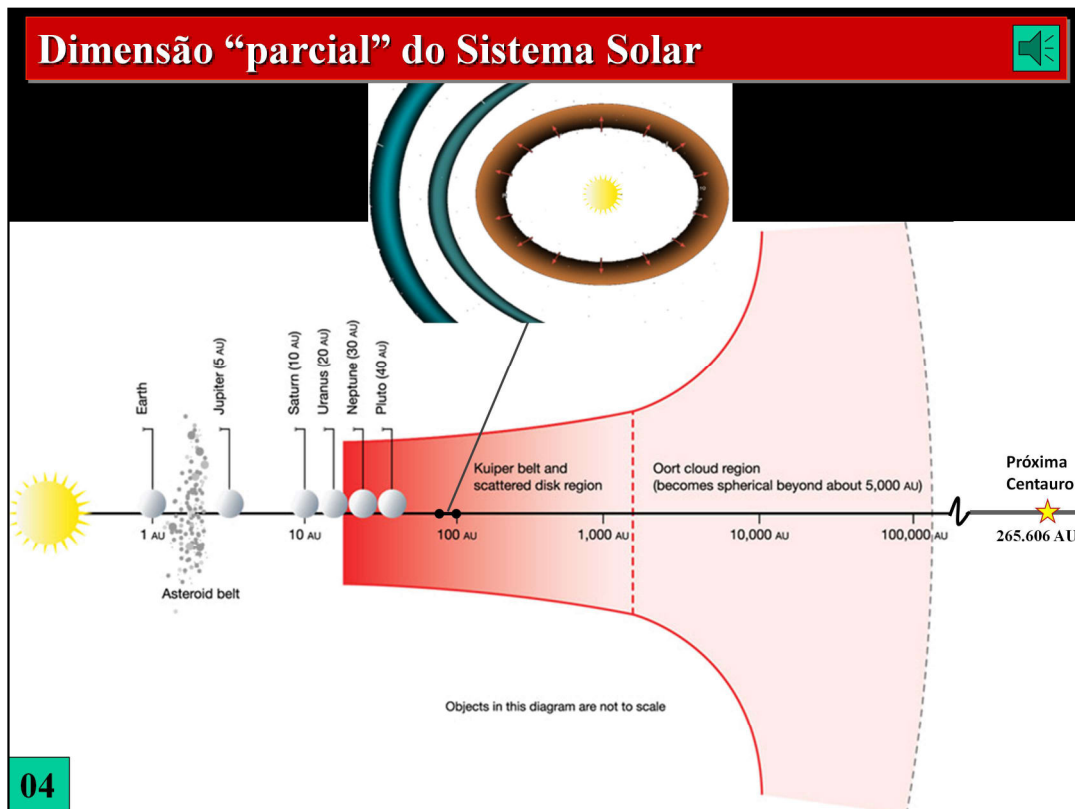 Dimensão “parcial” do Sistema Solar
Earth
Jupiter (5 AU)
Saturn (10 AU)
Uranus (20 AU)
Neptune (30 AU)
Pluto (40 AU)
Kuiper belt and
scattered disk region
Oort cloud region
(becomes spherical beyond about 5,000 AU)
Próxima
Centauro
1 AU
10 AU
100 AU
1,000 AU
10,000 AU
100,000 AU
265.606 AU
Asteroid belt
Objects in this diagram are not to scale
04